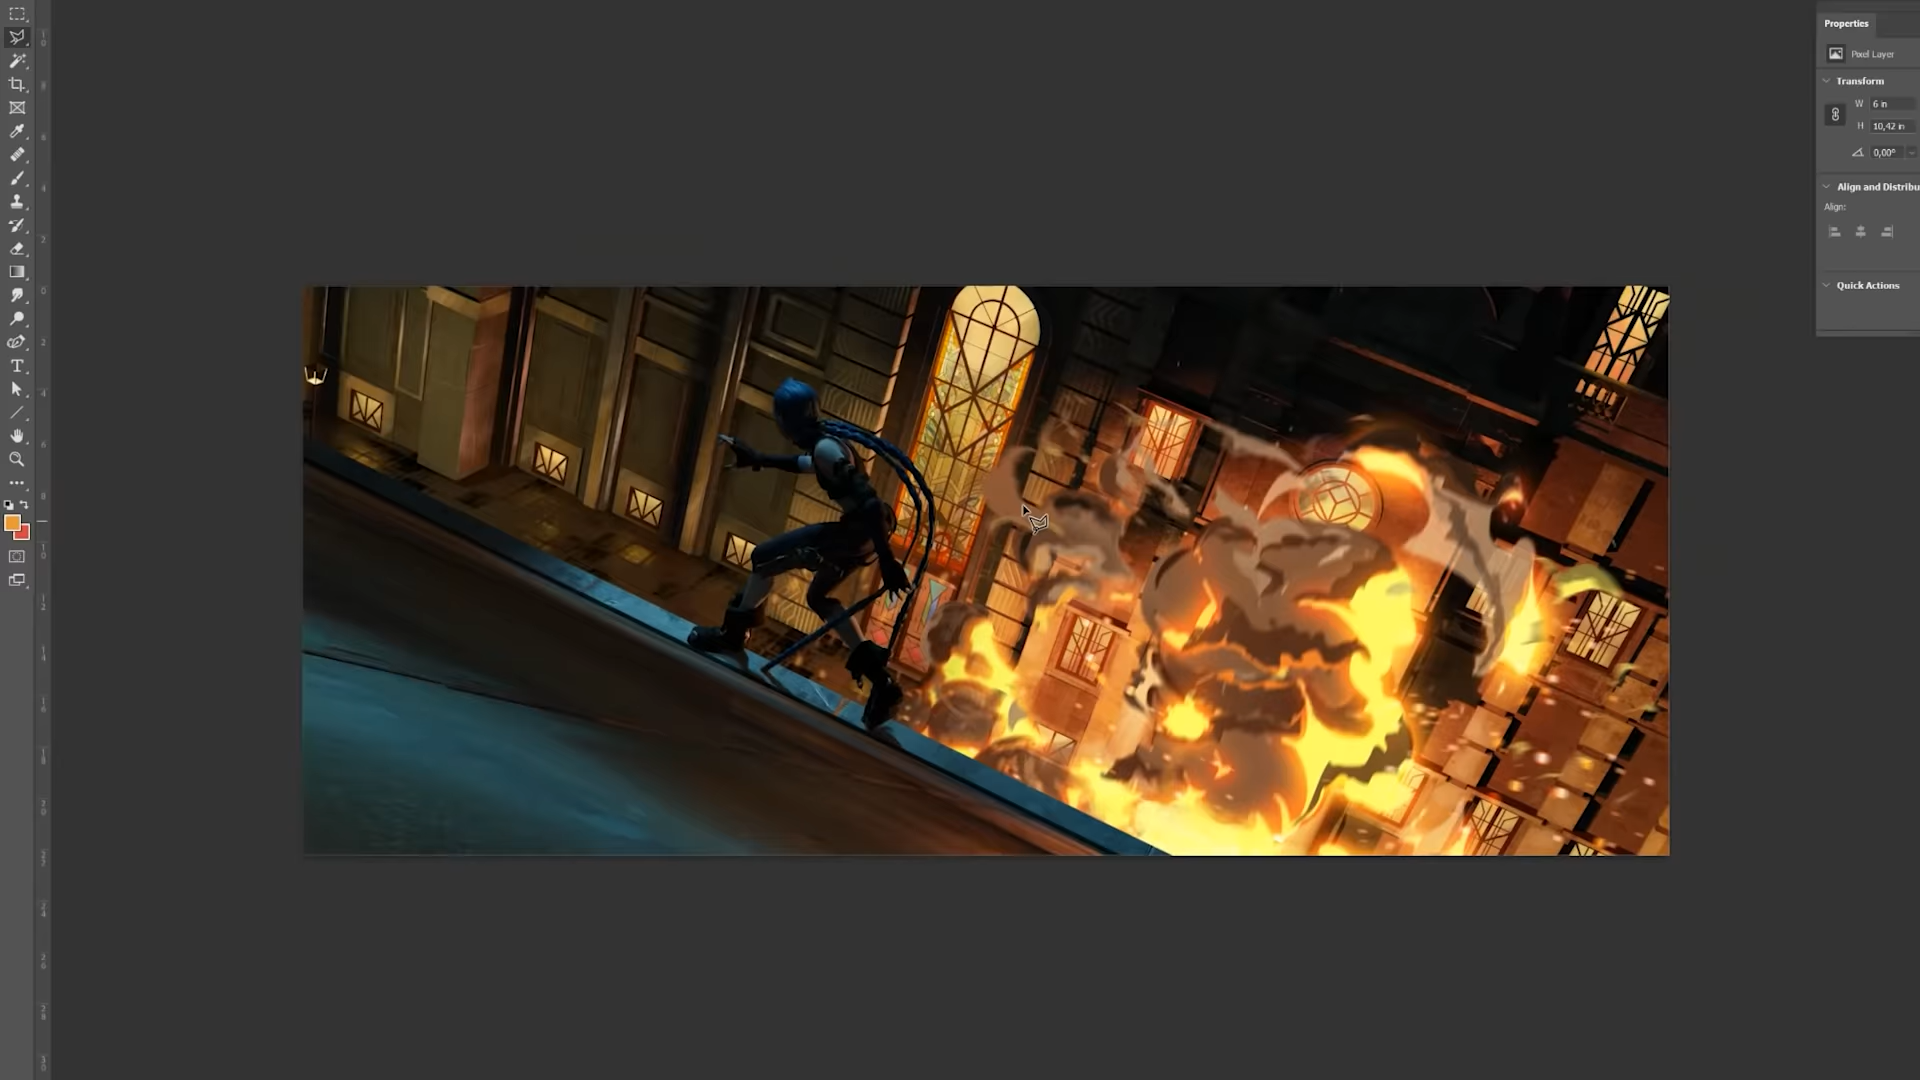 Properties
Pixel Layer
Transform
W 6 in
H 10,42 in
0,00°
Align and Distribu
Align:
Quick Actions